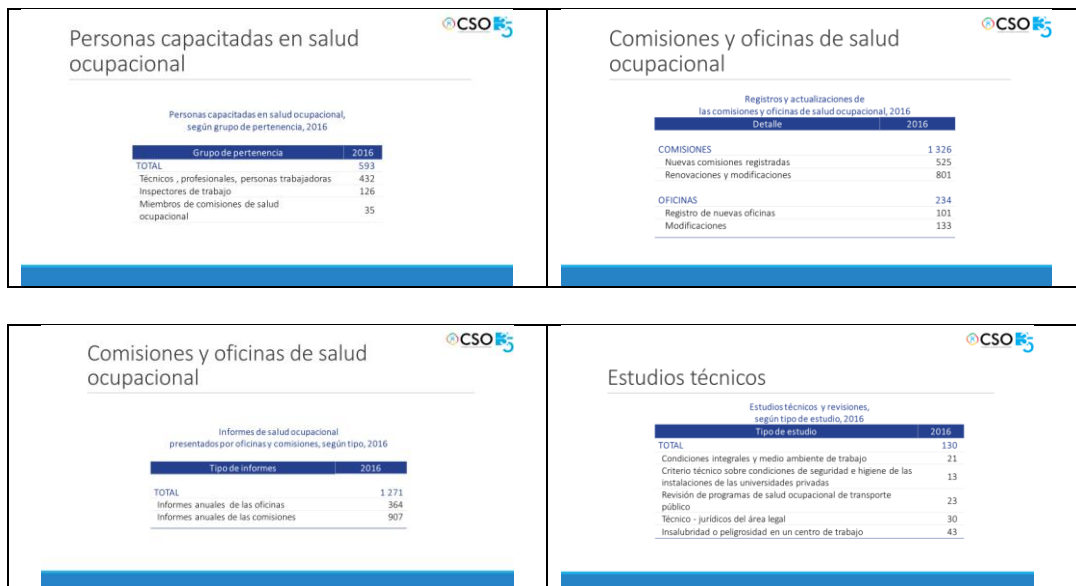 CSO 35
Personas capacitadas en salud
ocupacional
Personas capacitadas en salud ocupacional,
según grupo de pertenencia, 2016
Grupo de pertenencia 2016
TOTAL 593
Técnicos , profesionales, personas trabajadoras 432
Inspectores de trabajo 126
Miembros de comisiones de salud
ocupacional 35
CSO 35
Comisiones y oficinas de salud
ocupacional
Registros y actualizaciones de
las comisiones y oficinas de salud ocupacional, 2016
Detalle 2016
COMISIONES 1 326
Nuevas comisiones registradas 525
Renovaciones y modificaciones 801
OFICINAS 234
Registro de nuevas oficinas 101
Modificaciones 133
CSO 35
Comisiones y oficinas de salud
ocupacional
Informes de salud ocupacional
presentados por oficinas y comisiones, según tipo, 2016
Tipo de informes 2016
TOTAL 1 271
Informes anuales de las oficinas 364
Informes anuales de las comisiones 907
CSO 35
Estudios técnicos
Estudios técnicos y revisiones,
según tipo de estudio, 2016
Tipo de estudio 2016
TOTAL 130
Condiciones integrales y medio ambiente de trabajo 21
Criterio técnico sobre condiciones de seguridad e higiene de las
instalaciones de las universidades privadas 13
Revisión de programas de salud ocupacional de transporte
público 23
Técnico - jurídicos del área legal 30
Insalubridad o peligrosidad en un centro de trabajo 43